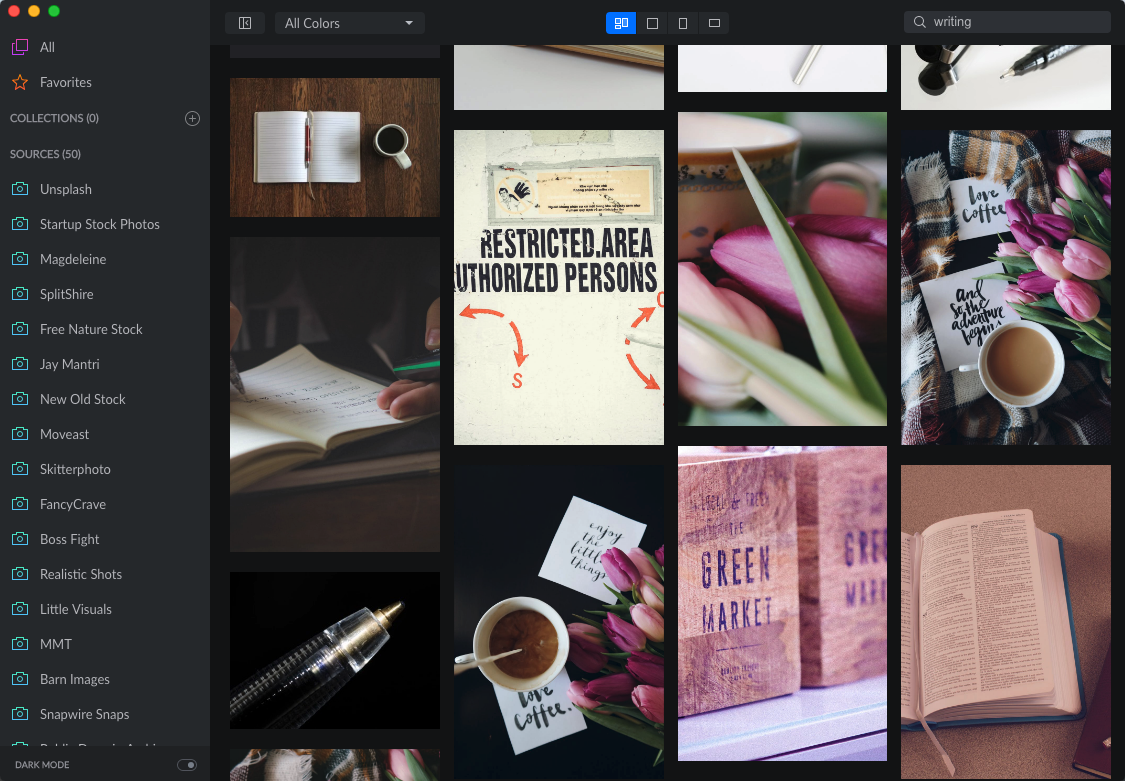 All Colors
writing
All
Favorites
COLLECTIONS (0)
SOURCES (50)
Unsplash
Startup Stock Photos
Magdeleine
SplitShire
Free Nature Stock
Jay Mantri
New Old Stock
Moveast
Skitterphoto
FancyCrave
Boss Fight
Realistic Shots
Little Visuals
MMT
Barn Images
Snapwire Snaps
DARK MODE
RESTRICTED.AREA
UTHORIZED PERSONS
S
enjoy
the
little
things
love
coffee.
GREEN
MARKET
GRE
MARK
love
coffee.
and
so the
adventure
begins